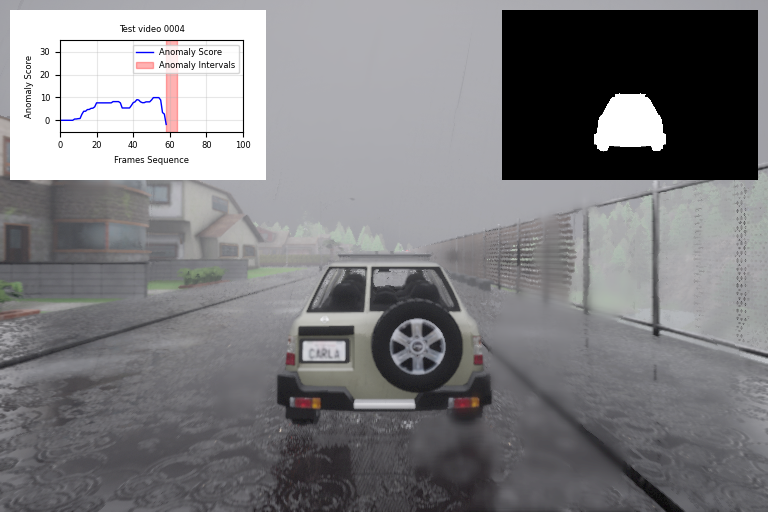 Test video 0004
Anomaly Score
Anomaly Intervals
Anomaly Score
30
20
10
0
0 20 40 60 80 100
Frames Sequence
CARLA